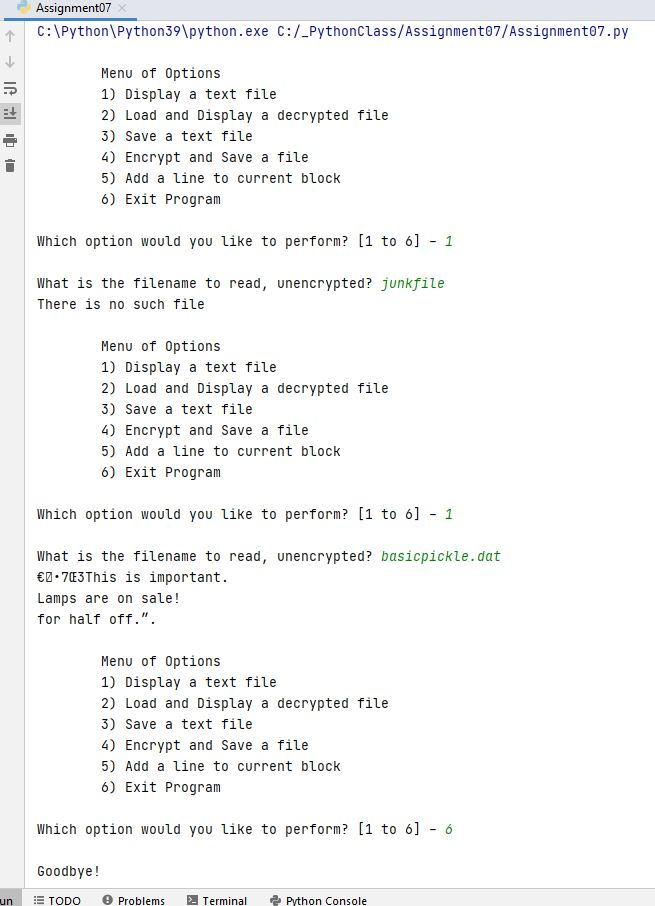 Assignment07
C:\Python\Python39\python.exe C:/_PythonClass/Assignment07/Assignment07.py
Menu of Options
1) Display a text file
2) Load and Display a decrypted file
3) Save a text file
4) Encrypt and Save a file
5) Add a line to current block
6) Exit Program
Which option would you like to perform? [1 to 6] – 1
What is the filename to read, unencrypted? junkfile
There is no such file
Menu of Options
1) Display a text file
2) Load and Display a decrypted file
3) Save a text file
4) Encrypt and Save a file
5) Add a line to current block
6) Exit Program
Which option would you like to perform? [1 to 6] – 1
What is the filename to read, unencrypted? basicpickle.dat
€•7Œ3This is important.
Lamps are on sale!
for half off.”.
Menu of Options
1) Display a text file
2) Load and Display a decrypted file
3) Save a text file
4) Encrypt and Save a file
5) Add a line to current block
6) Exit Program
Which option would you like to perform? [1 to 6] – 6
Goodbye!
un TODO Problems Terminal Python Console